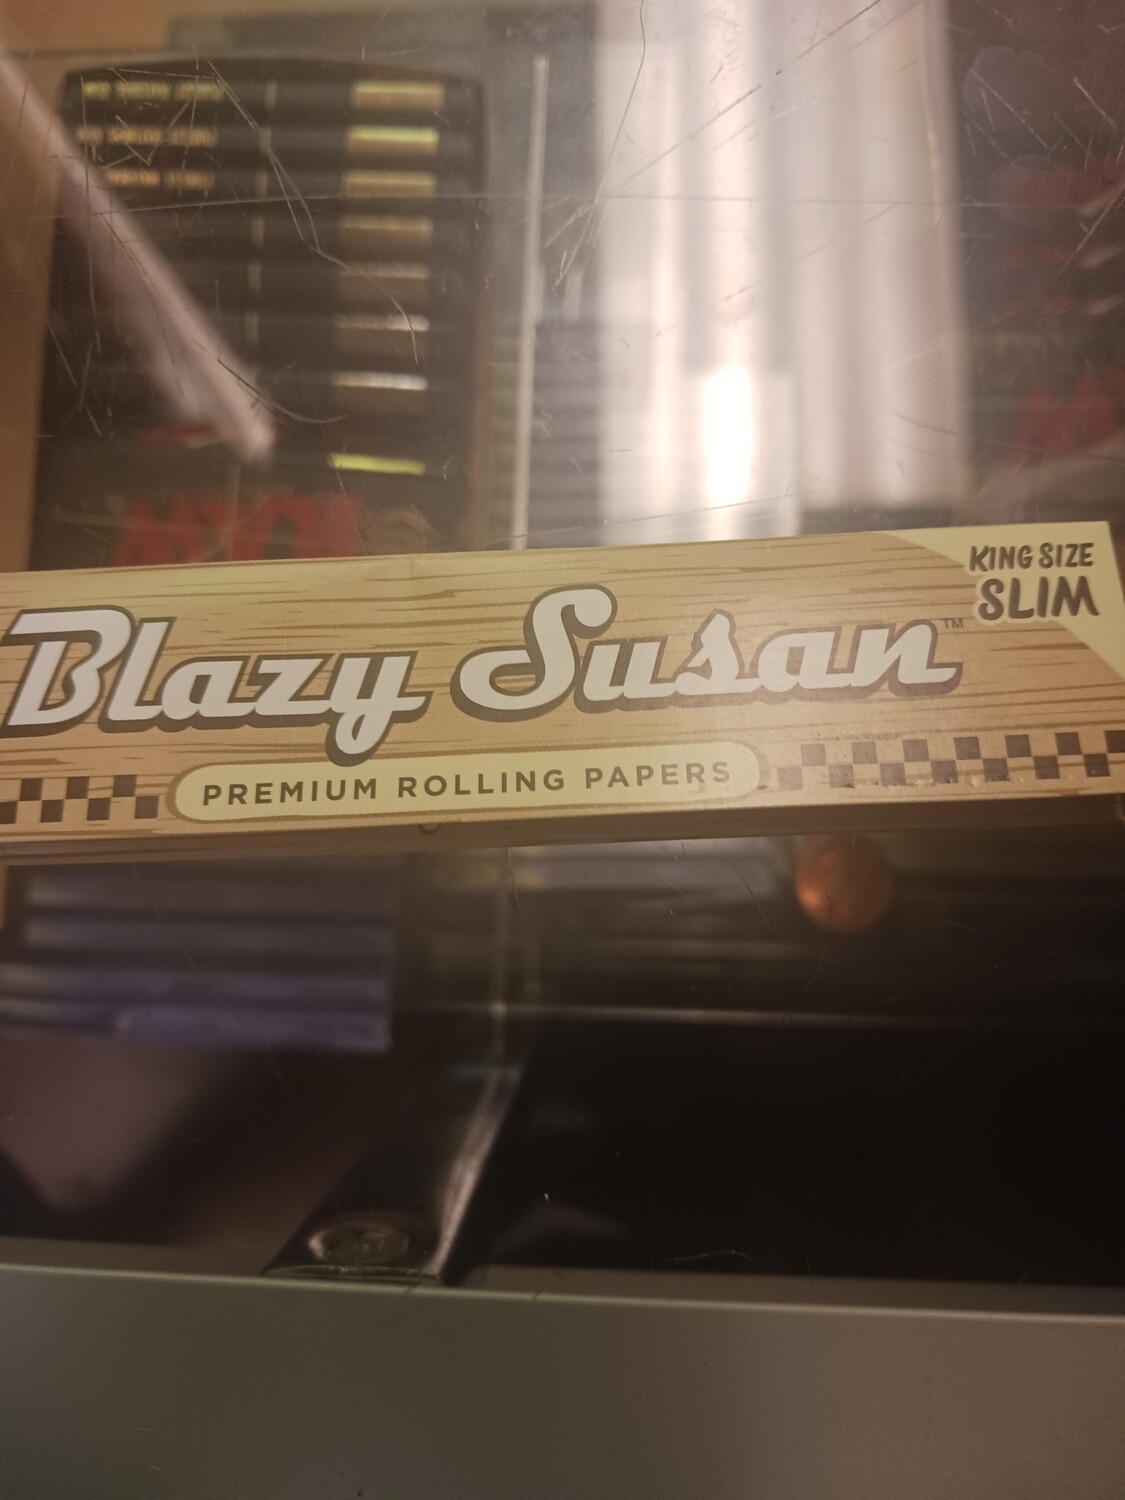 KING SIZE
SLIM
Blazy Susan™
PREMIUM ROLLING PAPERS